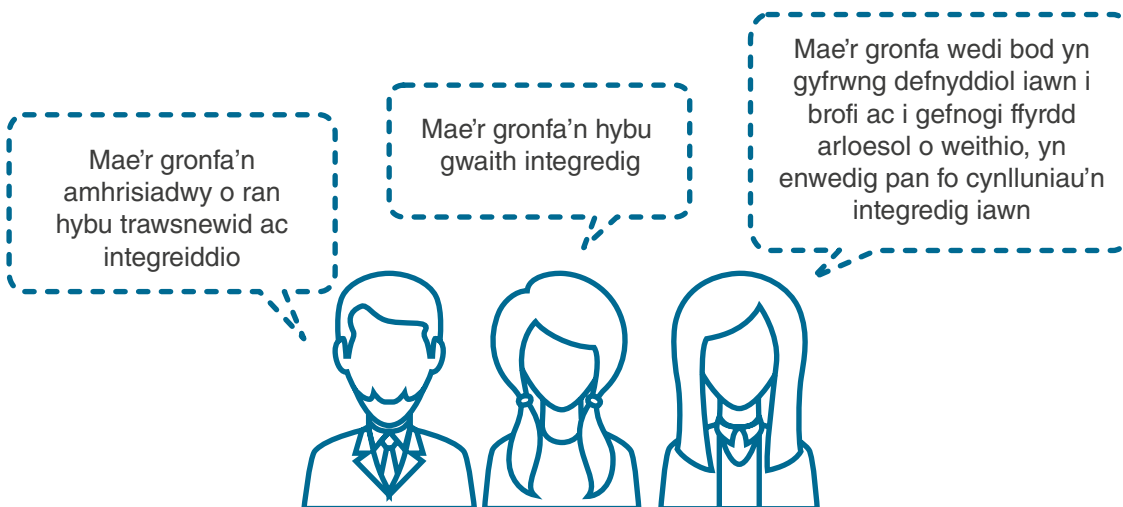 Mae'r gronfa'n
amhrisiadwy o ran
hybu trawsnewid ac
integreiddio
Mae'r gronfa'n hybu
gwaith integredig
Mae'r gronfa wedi bod yn
gyfrwng defnyddiol iawn i
brofi ac i gefnogi ffyrdd
arloesol o weithio, yn
enwedig pan fo cynlluniau'n
integredig iawn